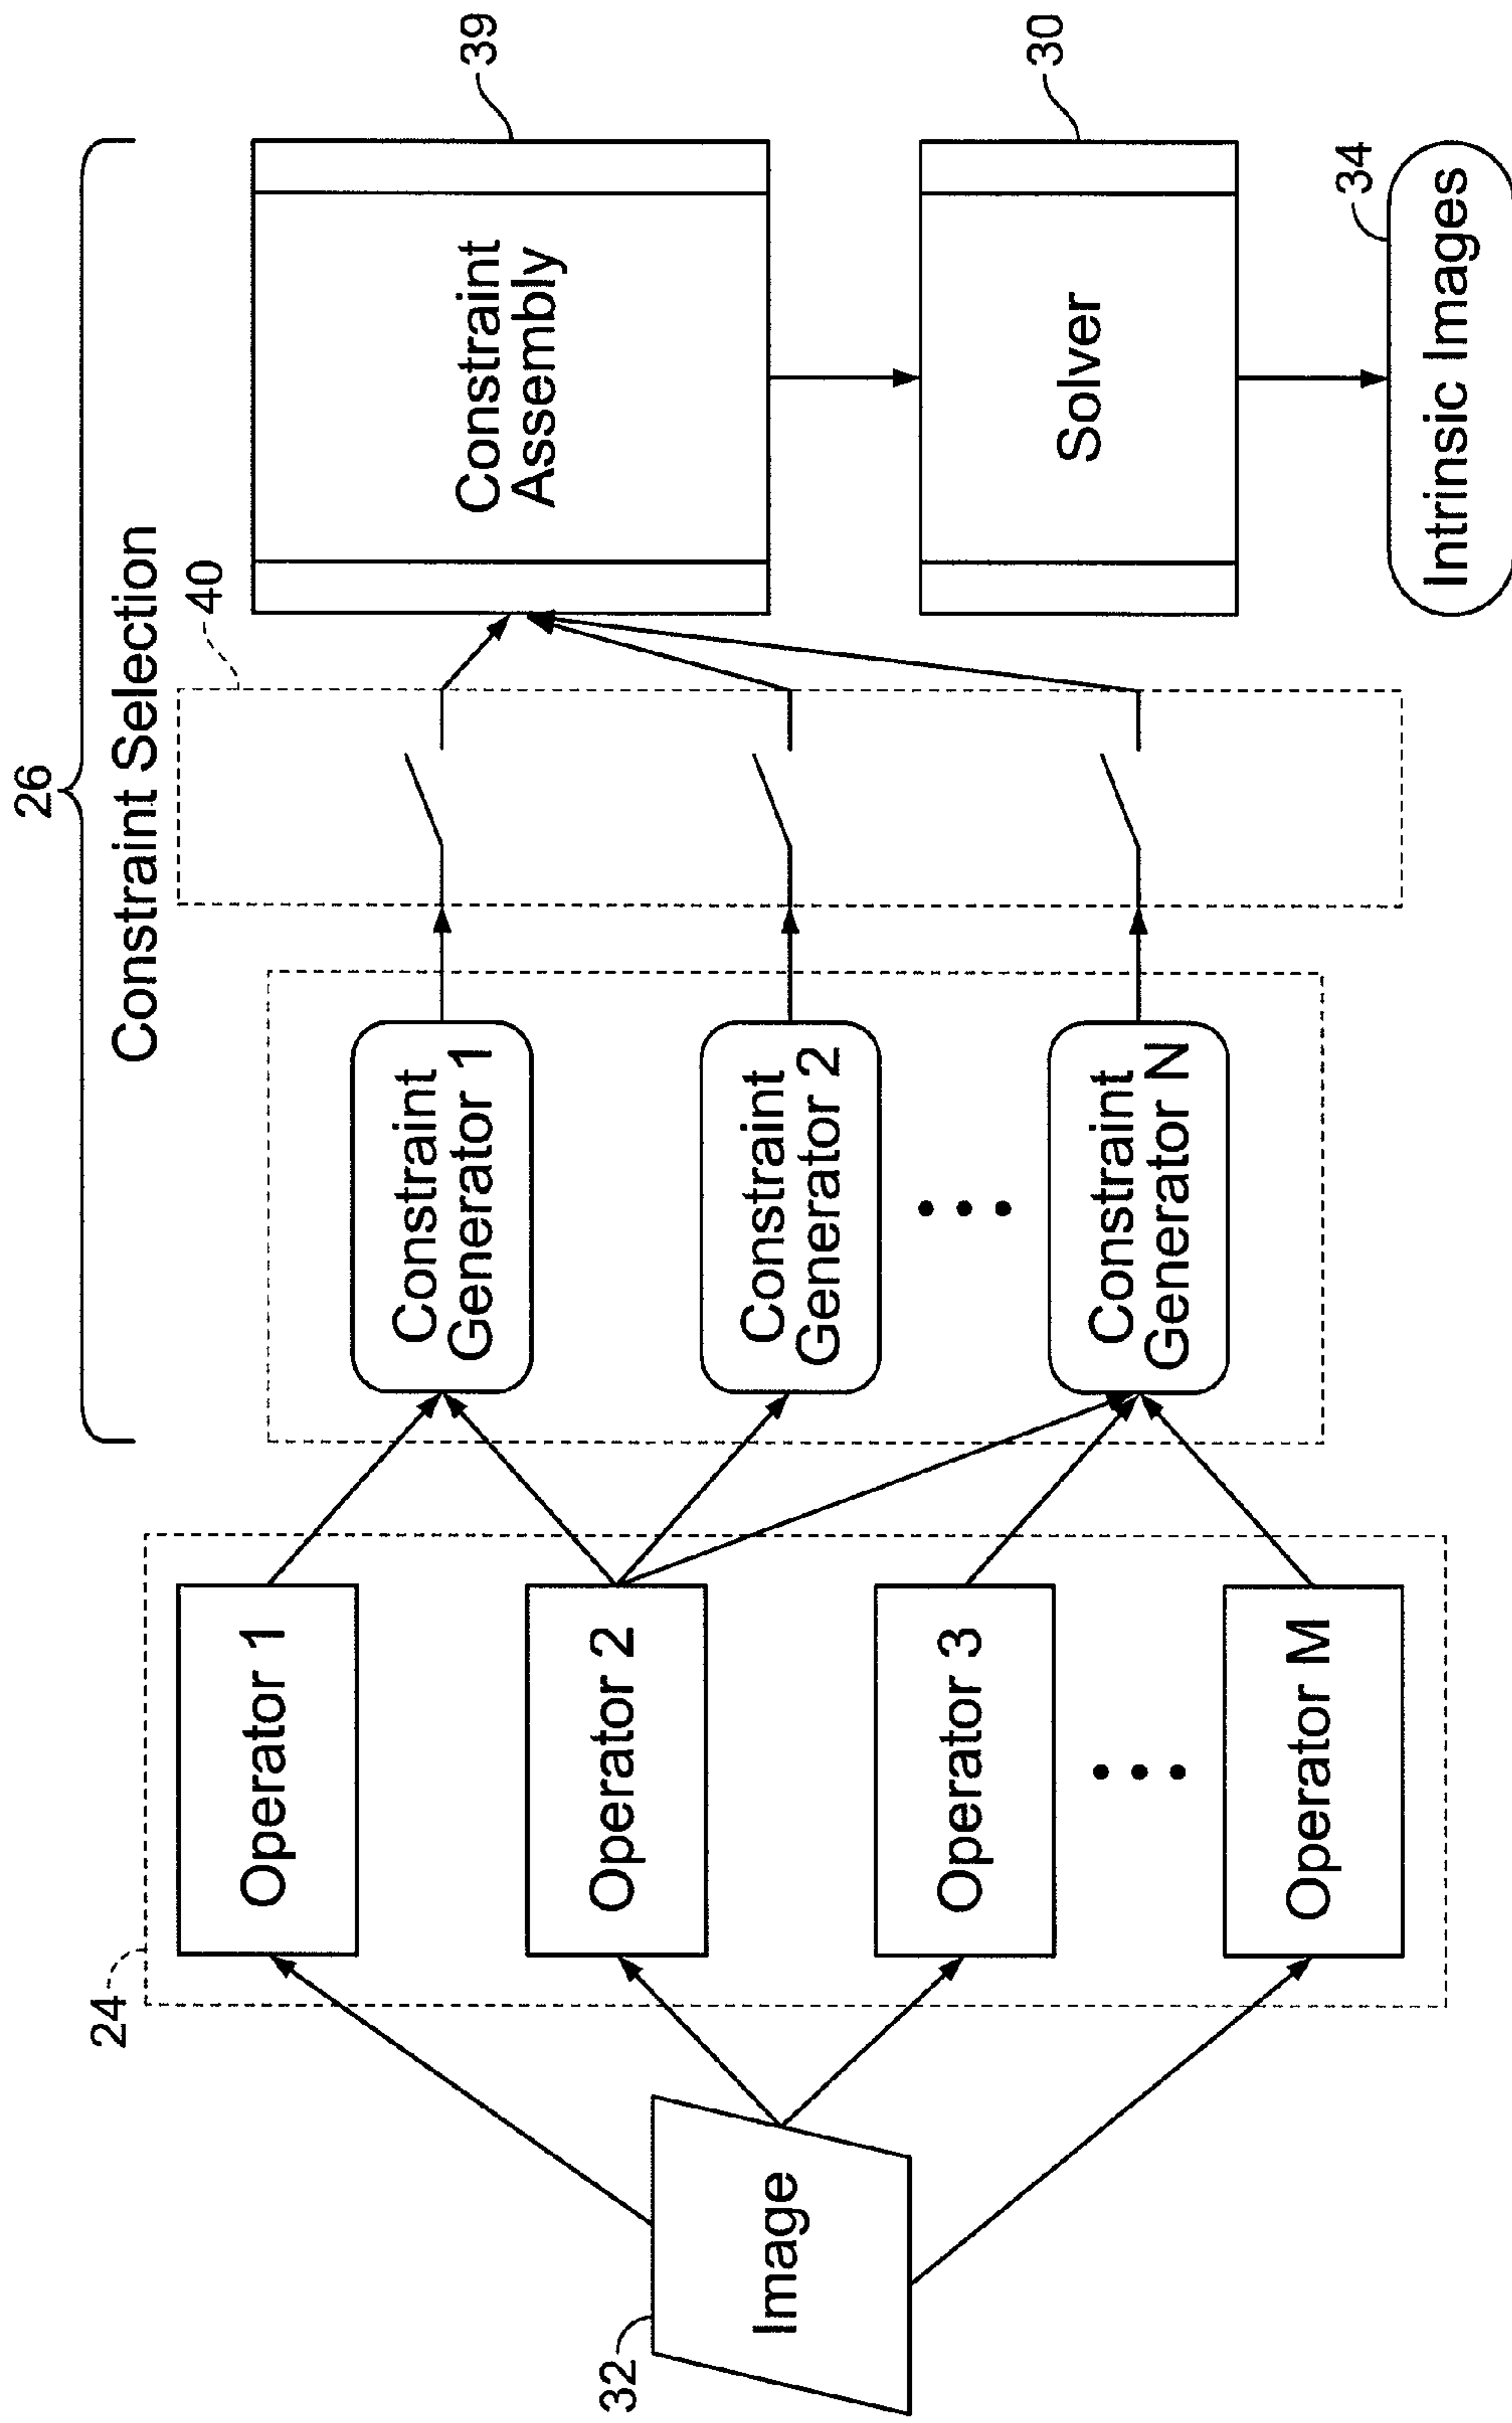 26
Constraint Selection
24
40
32
Image
Operator 1
Operator 2
Operator 3
Operator M
Constraint
Generator 1
Constraint
Generator 2
Constraint
Generator N
Constraint
Assembly
39
Solver
30
34
Intrinsic Images